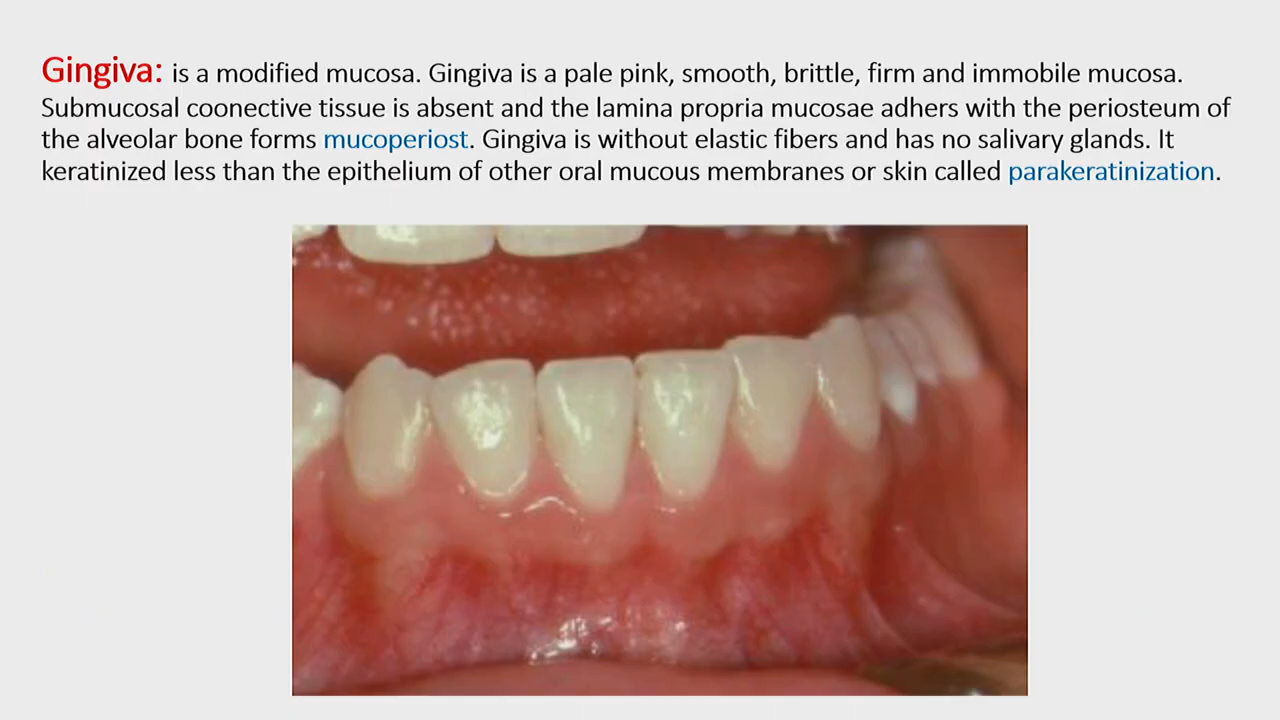 Gingiva: is a modified mucosa. Gingiva is a pale pink, smooth, brittle, firm and immobile mucosa.
Submucosal coonective tissue is absent and the lamina propria mucosae adhers with the periosteum of
the alveolar bone forms mucoperiost. Gingiva is without elastic fibers and has no salivary glands. It
keratinized less than the epithelium of other oral mucous membranes or skin called parakeratinization.